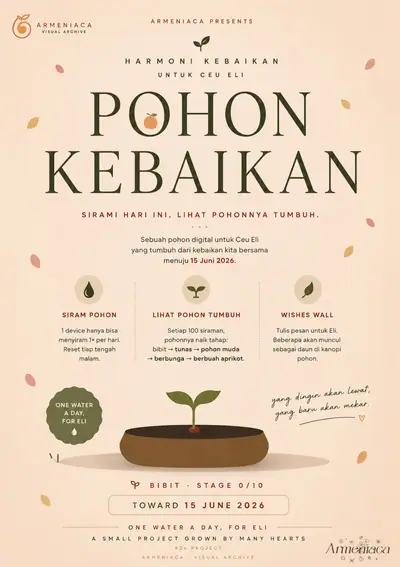 ARMENIACA
VISUAL ARCHIVE
ARMENIACA PRESENTS
HARMONI KEBAIKAN
UNTUK CEU ELI
POHON
KEBAIKAN
SIRAMI HARI INI, LIHAT POHONNYA TUMBUH.
Sebuah pohon digital untuk Ceu Eli
yang tumbuh dari kebaikan kita bersama
menuju 15 Juni 2026.
SIRAM POHON
1 device hanya bisa
menyiram 1x per hari.
Reset tiap tengah
malam.
LIHAT POHON TUMBUH
Setiap 100 siraman,
pohonnya naik tahap:
bibit → tunas → pohon muda
→ berbunga → berbuah aprikot.
WISHES WALL
Tulis pesan untuk Eli.
Beberapa akan muncul
sebagai daun di kanopi
pohon.
ONE WATER
A DAY,
FOR ELI
yang dingin akan lewat,
yang baru akan mekar.
BIBIT · STAGE 0/10
TOWARD 15 JUNE 2026
ONE WATER A DAY, FOR ELI
A SMALL PROJECT GROWN BY MANY HEARTS
PROJECT
ARMENIACA · VISUAL ARCHIVE
Armeniaca